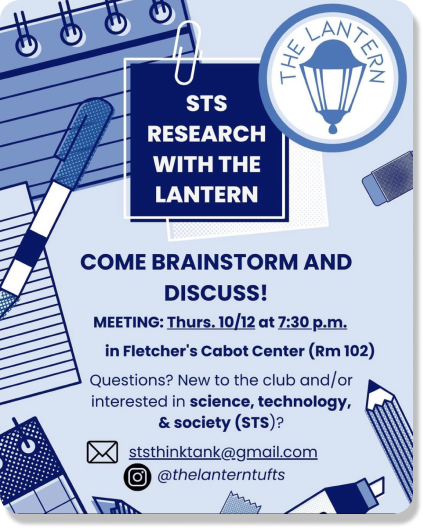 THE LANTERN
STS
RESEARCH
WITH THE
LANTERN
COME BRAINSTORM AND
DISCUSS!
MEETING: Thurs. 10/12 at 7:30 p.m.
in Fletcher's Cabot Center (Rm 102)
Questions? New to the club and/or
interested in science, technology,
& society (STS)?
ststhinktank@gmail.com
@thelanterntufts